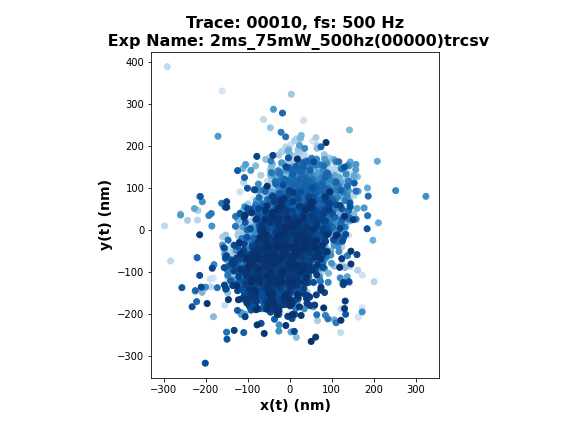 Trace: 00010, fs: 500 Hz
Exp Name: 2ms_75mW_500hz(00000)trcsv
400
300
200
100
0
−100
−200
−300
y(t) (nm)
−300 −200 −100 0 100 200 300
x(t) (nm)